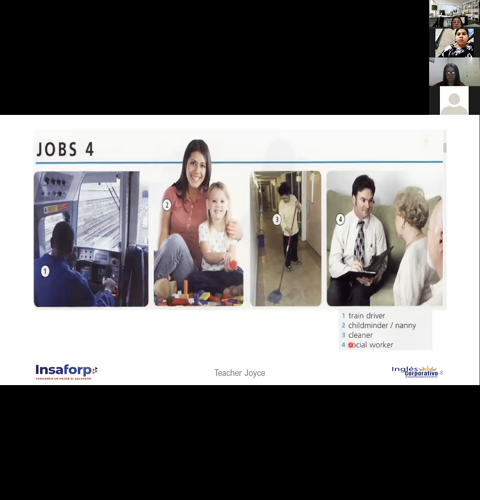 JOBS 4
1
2
3
4
1 train driver
2 childminder / nanny
3 cleaner
4 social worker
Insaforp
Teacher Joyce
Inglés
Corporativo
8